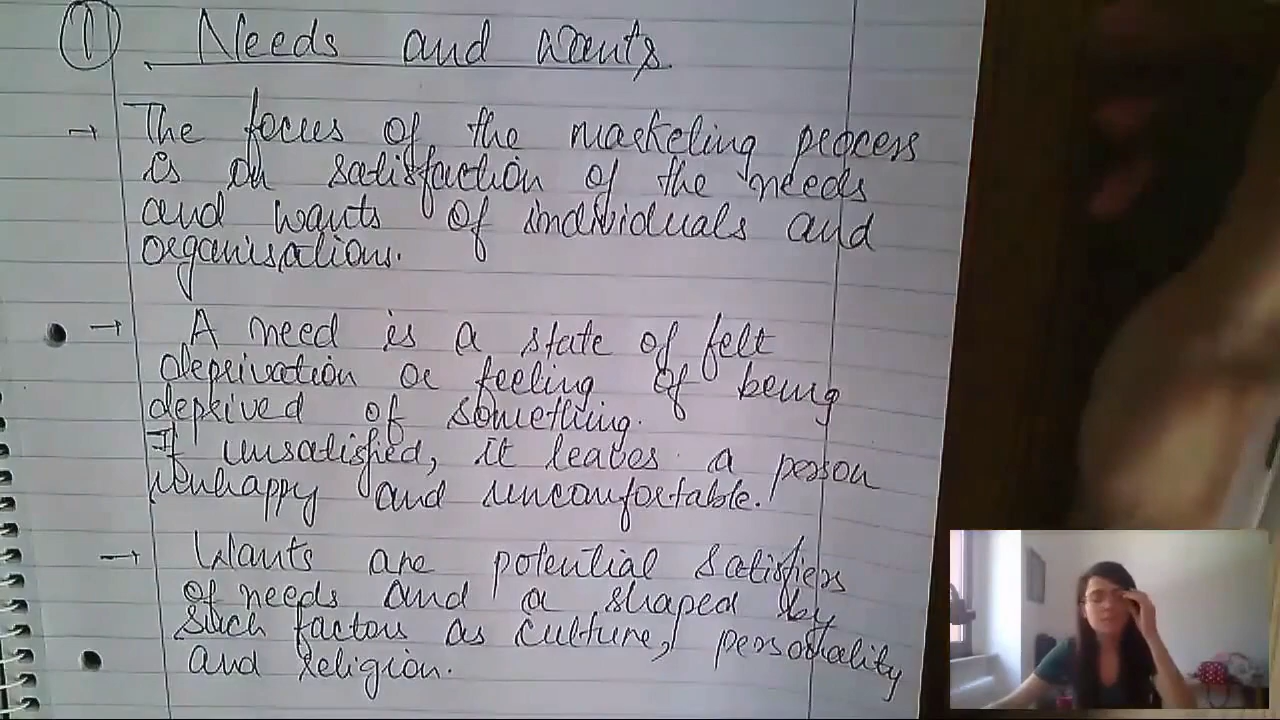 ① Needs and wants.
→ The focus of the marketing process
is on satisfaction of the needs
and wants of individuals and
organisations.
→ A need is a state of felt
deprivation or feeling of being
deprived of something.
If unsatisfied, it leaves a person
unhappy and uncomfortable.
→ Wants are potential satisfiers
of needs and a shaped by
such factors as culture, personality
and religion.